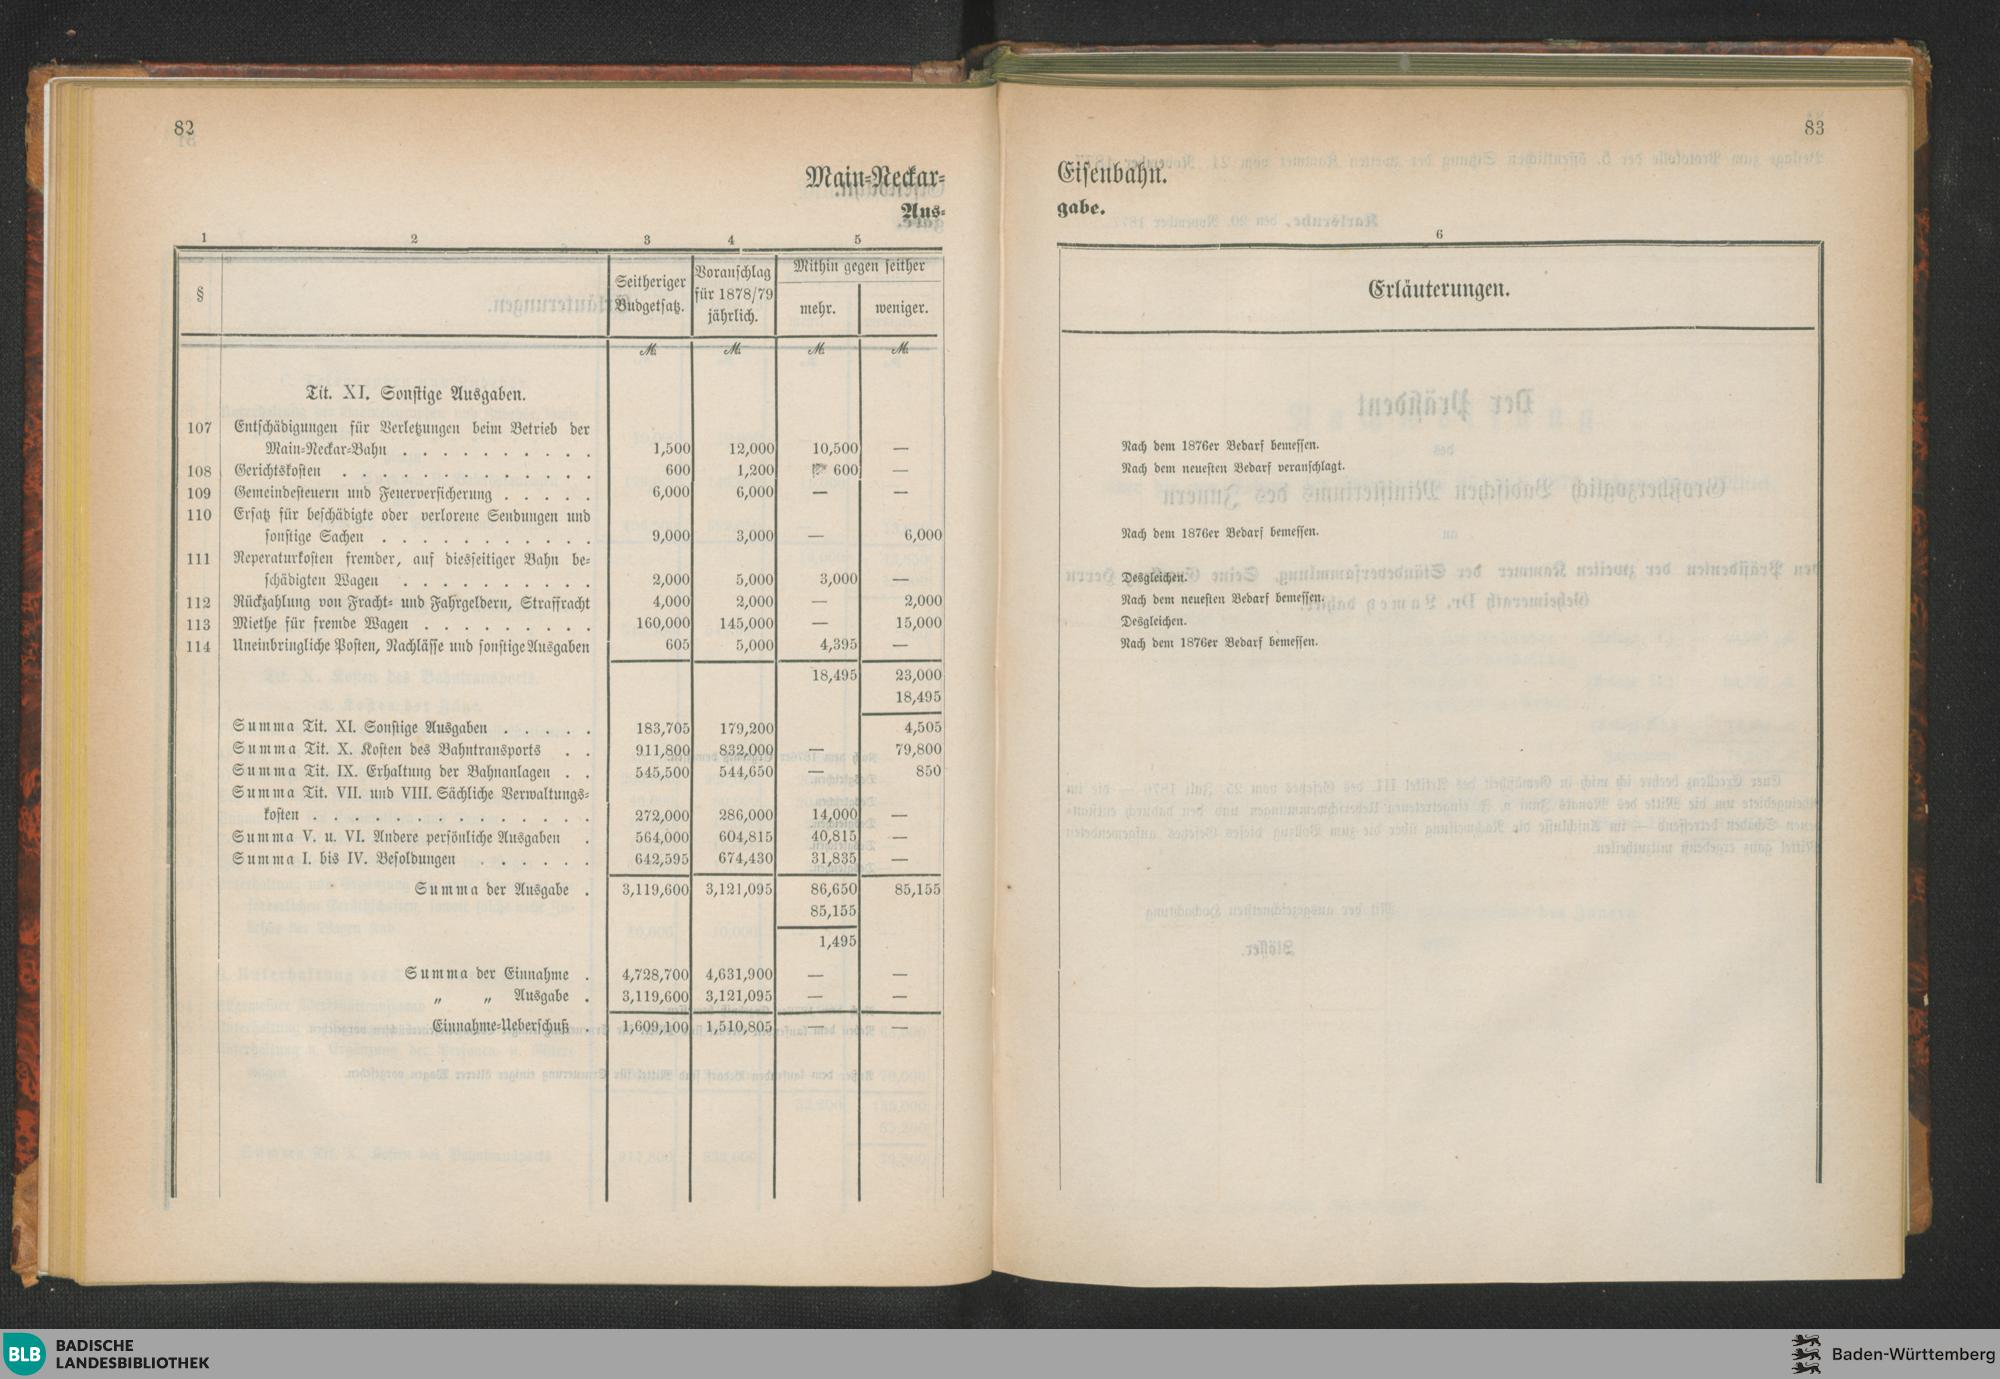 82
Main-Neckar-
Aus-
1 2 3 4 5
§ Seitheriger Budgetsatz. Voranschlag für 1878/79 jährlich. Mithin gegen seither
mehr. weniger.
M. M. M. M.
Tit. XI. Sonstige Ausgaben.
107 Entschädigungen für Verletzungen beim Betrieb der
Main-Neckar-Bahn . . . . . . . . . . 1,500 12,000 10,500 —
108 Gerichtskosten . . . . . . . . . . . . . 600 1,200 600 —
109 Gemeindesteuern und Feuerversicherung . . . . . 6,000 6,000 — —
110 Ersatz für beschädigte oder verlorene Sendungen und
sonstige Sachen . . . . . . . . . . . 9,000 3,000 — 6,000
111 Reperaturkosten fremder, auf diesseitiger Bahn be-
schädigten Wagen . . . . . . . . . . 2,000 5,000 3,000 —
112 Rückzahlung von Fracht- und Fahrgeldern, Straffracht 4,000 2,000 — 2,000
113 Miethe für fremde Wagen . . . . . . . . . 160,000 145,000 — 15,000
114 Uneinbringliche Posten, Nachlässe und sonstige Ausgaben 605 5,000 4,395 —
18,495 23,000
18,495
Summa Tit. XI. Sonstige Ausgaben . . . . . 183,705 179,200 4,505
Summa Tit. X. Kosten des Bahntransports . . 911,800 832,000 — 79,800
Summa Tit. IX. Erhaltung der Bahnanlagen . . 545,500 544,650 — 850
Summa Tit. VII. und VIII. Sächliche Verwaltungs-
kosten . . . . . . . . . . . . . . 272,000 286,000 14,000 —
Summa V. u. VI. Andere persönliche Ausgaben . 564,000 604,815 40,815 —
Summa I. bis IV. Besoldungen . . . . . . 642,595 674,430 31,835 —
Summa der Ausgabe . 3,119,600 3,121,095 86,650 85,155
85,155
1,495
Summa der Einnahme . 4,728,700 4,631,900 — —
„ „ Ausgabe . 3,119,600 3,121,095 — —
Einnahme-Ueberschuß . 1,609,100 1,510,805 — —
83
Eisenbahn.
gabe.
6
Erläuterungen.
Nach dem 1876er Bedarf bemessen.
Nach dem neuesten Bedarf veranschlagt.
Nach dem 1876er Bedarf bemessen.
Desgleichen.
Nach dem neuesten Bedarf bemessen.
Desgleichen.
Nach dem 1876er Bedarf bemessen.
BLB BADISCHE
LANDESBIBLIOTHEK
Baden-Württemberg